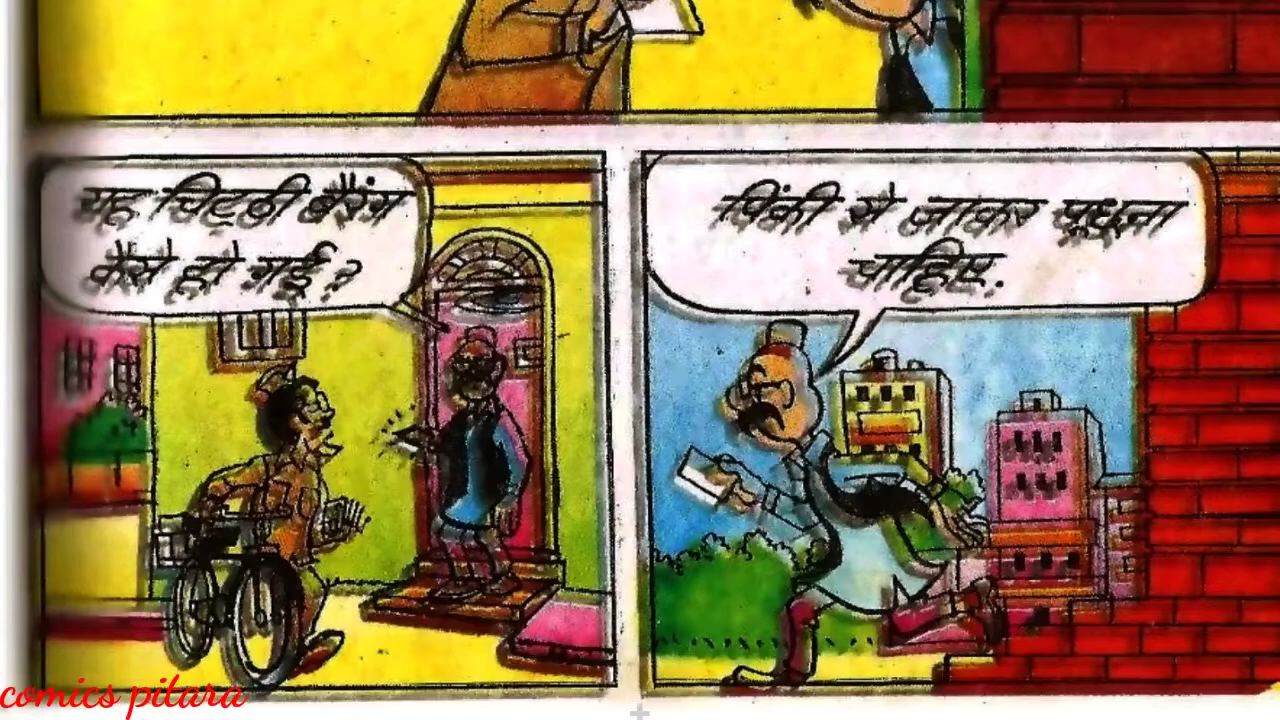 यह चिट्ठी बैरंग
कैसे हो गई?
पिंकी से जाकर पूछना
चाहिए.
comics pitara